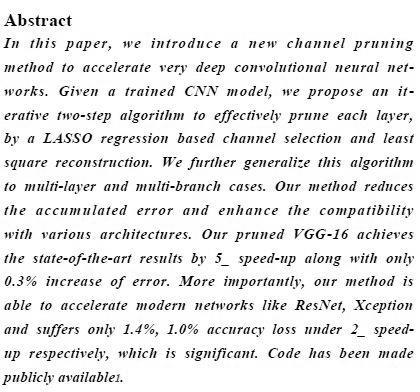 Abstract
In this paper, we introduce a new channel pruning
method to accelerate very deep convolutional neural net-
works. Given a trained CNN model, we propose an it-
erative two-step algorithm to effectively prune each layer,
by a LASSO regression based channel selection and least
square reconstruction. We further generalize this algorithm
to multi-layer and multi-branch cases. Our method reduces
the accumulated error and enhance the compatibility
with various architectures. Our pruned VGG-16 achieves
the state-of-the-art results by 5_ speed-up along with only
0.3% increase of error. More importantly, our method is
able to accelerate modern networks like ResNet, Xception
and suffers only 1.4%, 1.0% accuracy loss under 2_ speed-
up respectively, which is significant. Code has been made
publicly available1.